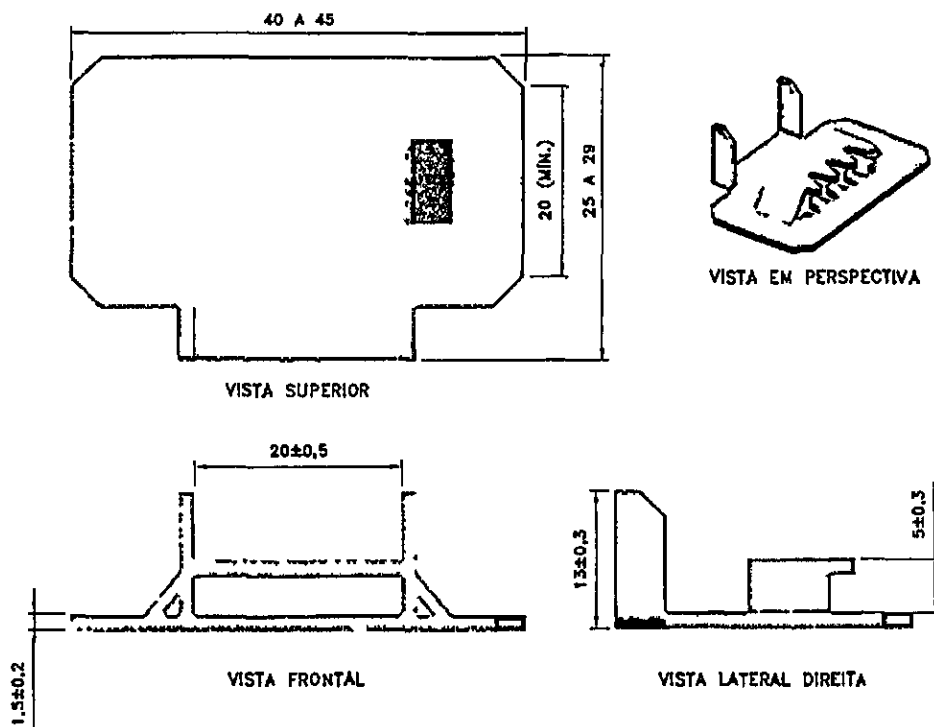 40 A 45
20 (MÍN.)
25 A 29
VISTA EM PERSPECTIVA
VISTA SUPERIOR
20±0,5
13±0,3
5±0,3
1,5±0,2
VISTA FRONTAL
VISTA LATERAL DIREITA